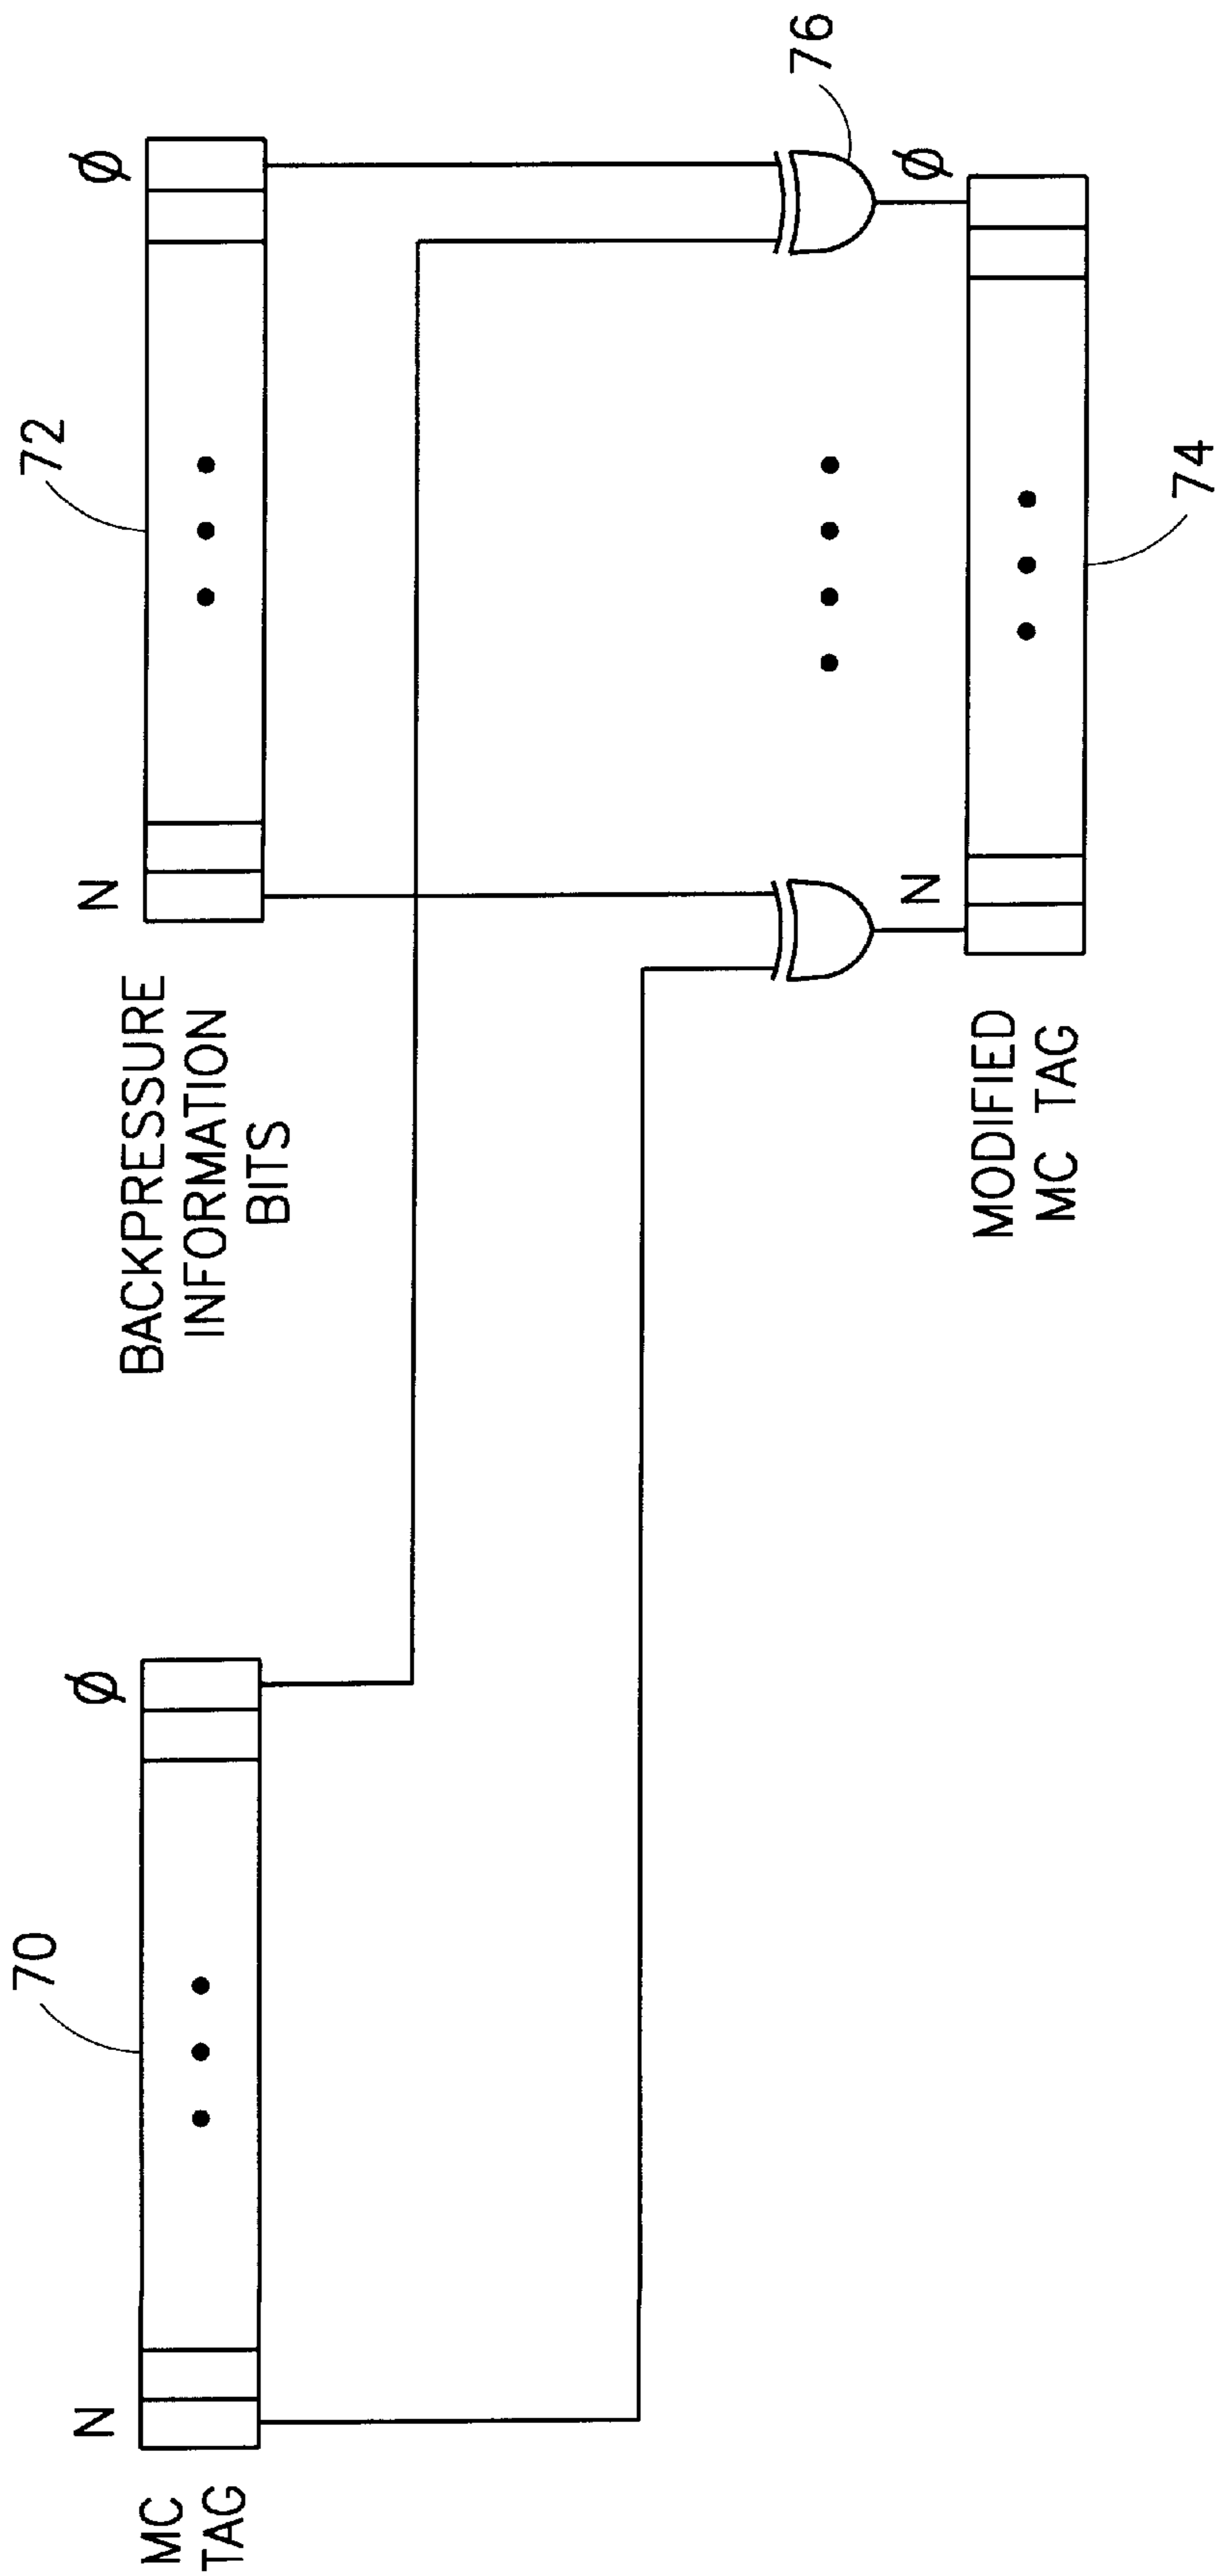 70
72
N
Ø
N
Ø
MC
TAG
BACKPRESSURE
INFORMATION
BITS
76
N
Ø
MODIFIED
MC TAG
74